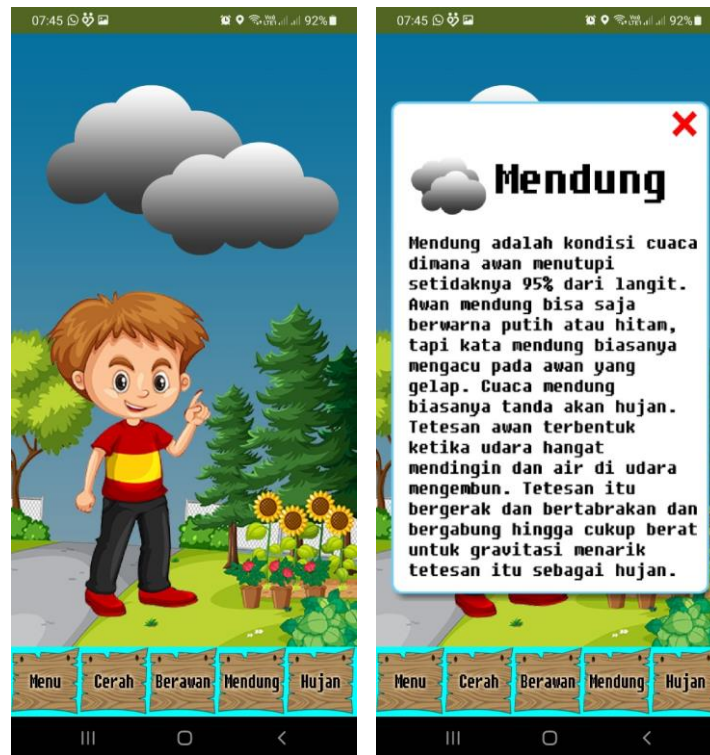 07:45 92%
Menu Cerah Berawan Mendung Hujan
07:45 92%
Mendung
Mendung adalah kondisi cuaca
dimana awan menutupi
setidaknya 95% dari langit.
Awan mendung bisa saja
berwarna putih atau hitam,
tapi kata mendung biasanya
mengacu pada awan yang
gelap. Cuaca mendung
biasanya tanda akan hujan.
Tetesan awan terbentuk
ketika udara hangat
mendingin dan air di udara
mengembun. Tetesan itu
bergerak dan bertabrakan dan
bergabung hingga cukup berat
untuk gravitasi menarik
tetesan itu sebagai hujan.
Menu Cerah Berawan Mendung Hujan